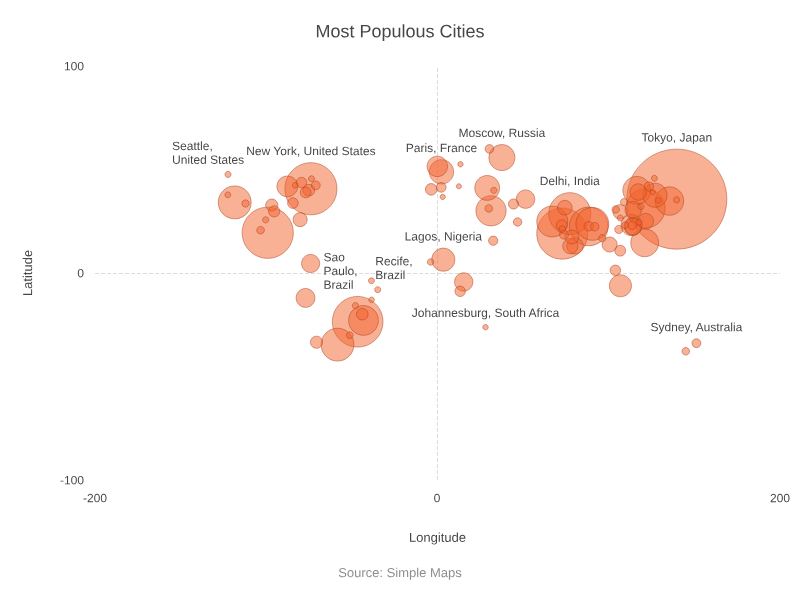 Most Populous Cities
100
Moscow, Russia
Tokyo, Japan
Seattle,
United States
New York, United States
Paris, France
Delhi, India
Lagos, Nigeria
Sao
Paulo,
Brazil
Recife,
Brazil
Latitude
0
Johannesburg, South Africa
Sydney, Australia
-100
-200
0
200
Longitude
Source: Simple Maps